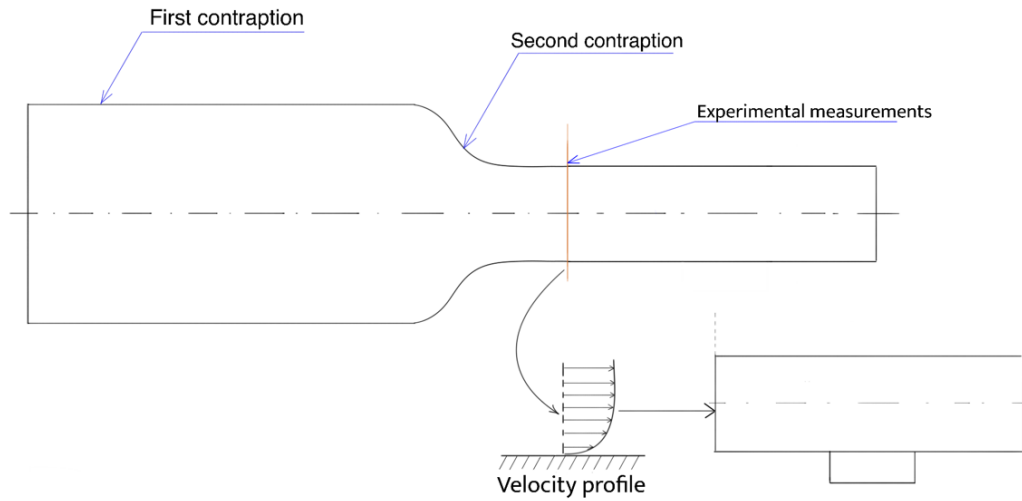 First contraption
Second contraption
Experimental measurements
Velocity profile